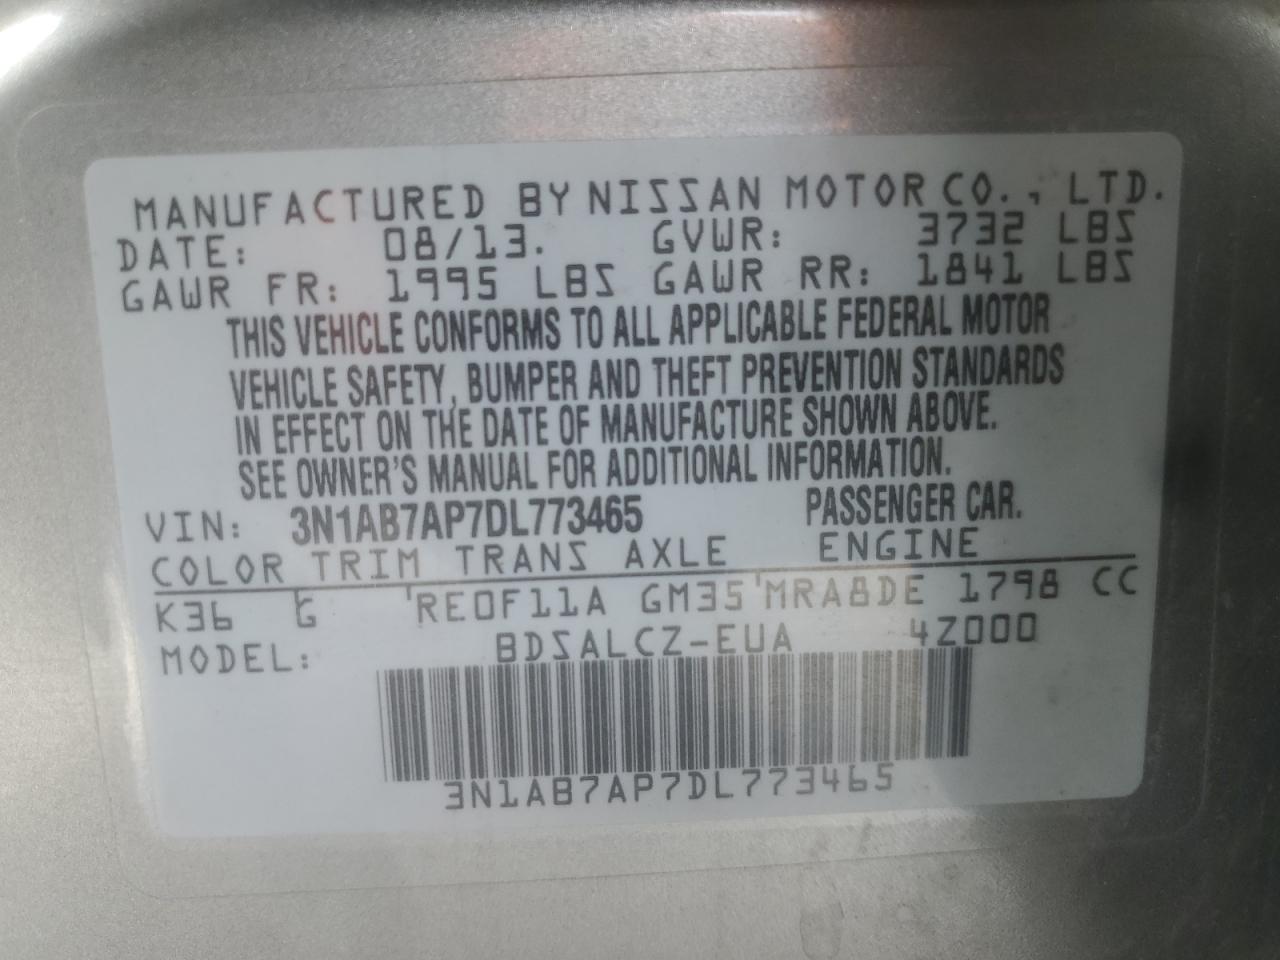 MANUFACTURED BY NISSAN MOTOR CO., LTD.
DATE: 08/13. GVWR: 3732 LBS
GAWR FR: 1995 LBS GAWR RR: 1841 LBS
THIS VEHICLE CONFORMS TO ALL APPLICABLE FEDERAL MOTOR
VEHICLE SAFETY, BUMPER AND THEFT PREVENTION STANDARDS
IN EFFECT ON THE DATE OF MANUFACTURE SHOWN ABOVE.
SEE OWNER'S MANUAL FOR ADDITIONAL INFORMATION.
VIN: 3N1AB7AP7DL773465 PASSENGER CAR.
COLOR TRIM TRANS AXLE ENGINE
K36 G RE0F11A GM35 MRA8DE 1798 CC
MODEL: BDSALCZ-EUA 4Z000
3N1AB7AP7DL773465